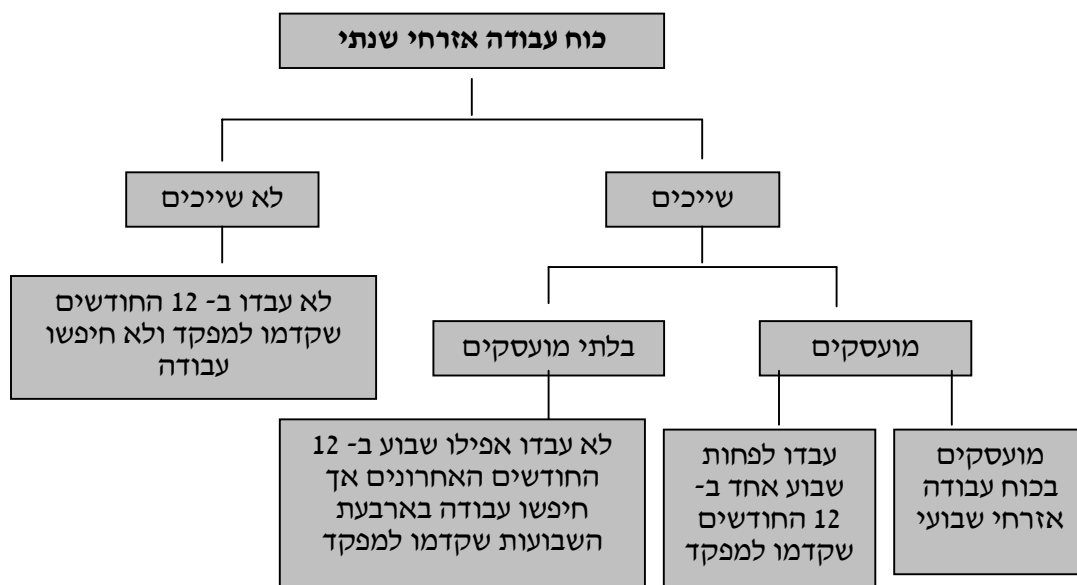 כוח עבודה אזרחי שנתי
שייכים
לא שייכים
מועסקים
בלתי מועסקים
לא עבדו ב- 12 החודשים
שקדמו למפקד ולא חיפשו
עבודה
מועסקים
בכוח עבודה
אזרחי שבועי
עבדו לפחות
שבוע אחד ב-
12 החודשים
שקדמו למפקד
לא עבדו אפילו שבוע ב- 12
החודשים האחרונים אך
חיפשו עבודה בארבעת
השבועות שקדמו למפקד